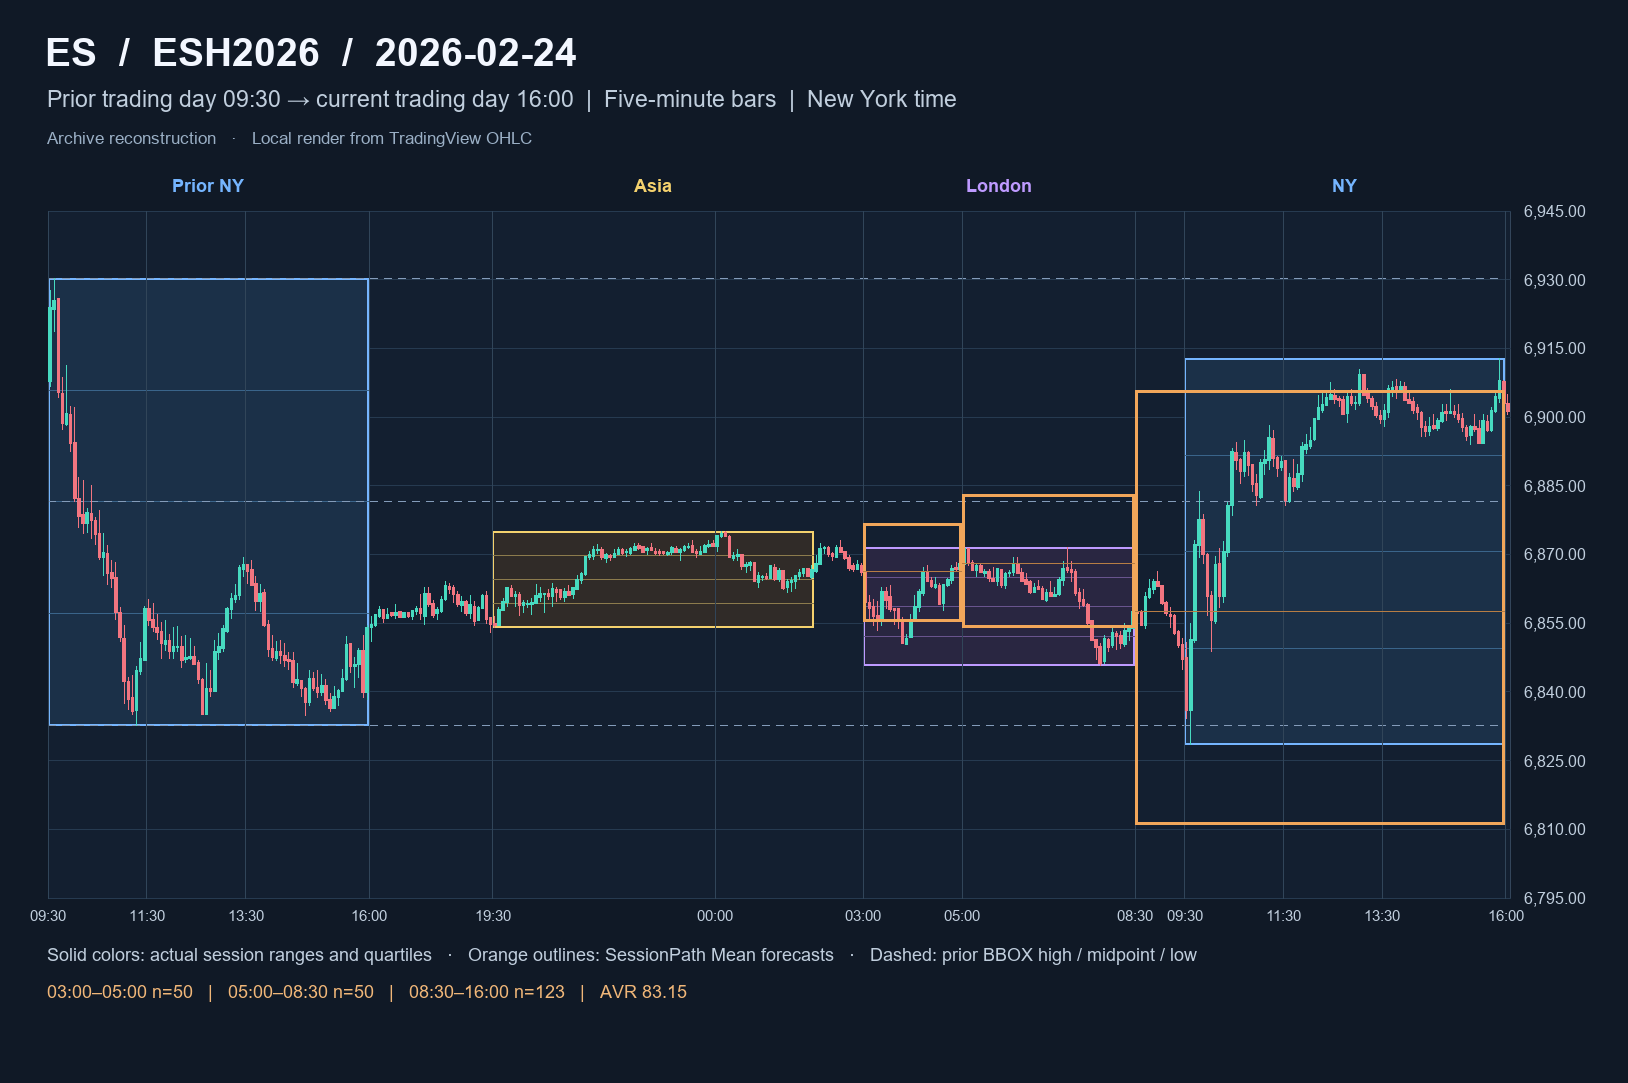 ES / ESH2026 / 2026-02-24
Prior trading day 09:30 → current trading day 16:00 | Five-minute bars | New York time
Archive reconstruction · Local render from TradingView OHLC
Prior NY Asia London NY
6,945.00
6,930.00
6,915.00
6,900.00
6,885.00
6,870.00
6,855.00
6,840.00
6,825.00
6,810.00
6,795.00
09:30 11:30 13:30 16:00 19:30 00:00 03:00 05:00 08:30 09:30 11:30 13:30 16:00
Solid colors: actual session ranges and quartiles · Orange outlines: SessionPath Mean forecasts · Dashed: prior BBOX high / midpoint / low
03:00–05:00 n=50 | 05:00–08:30 n=50 | 08:30–16:00 n=123 | AVR 83.15